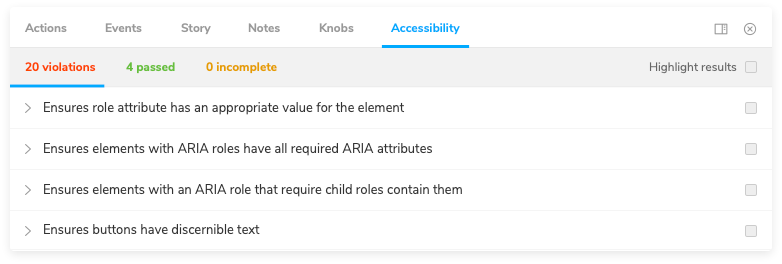 Actions Events Story Notes Knobs Accessibility
20 violations 4 passed 0 incomplete Highlight results
Ensures role attribute has an appropriate value for the element
Ensures elements with ARIA roles have all required ARIA attributes
Ensures elements with an ARIA role that require child roles contain them
Ensures buttons have discernible text